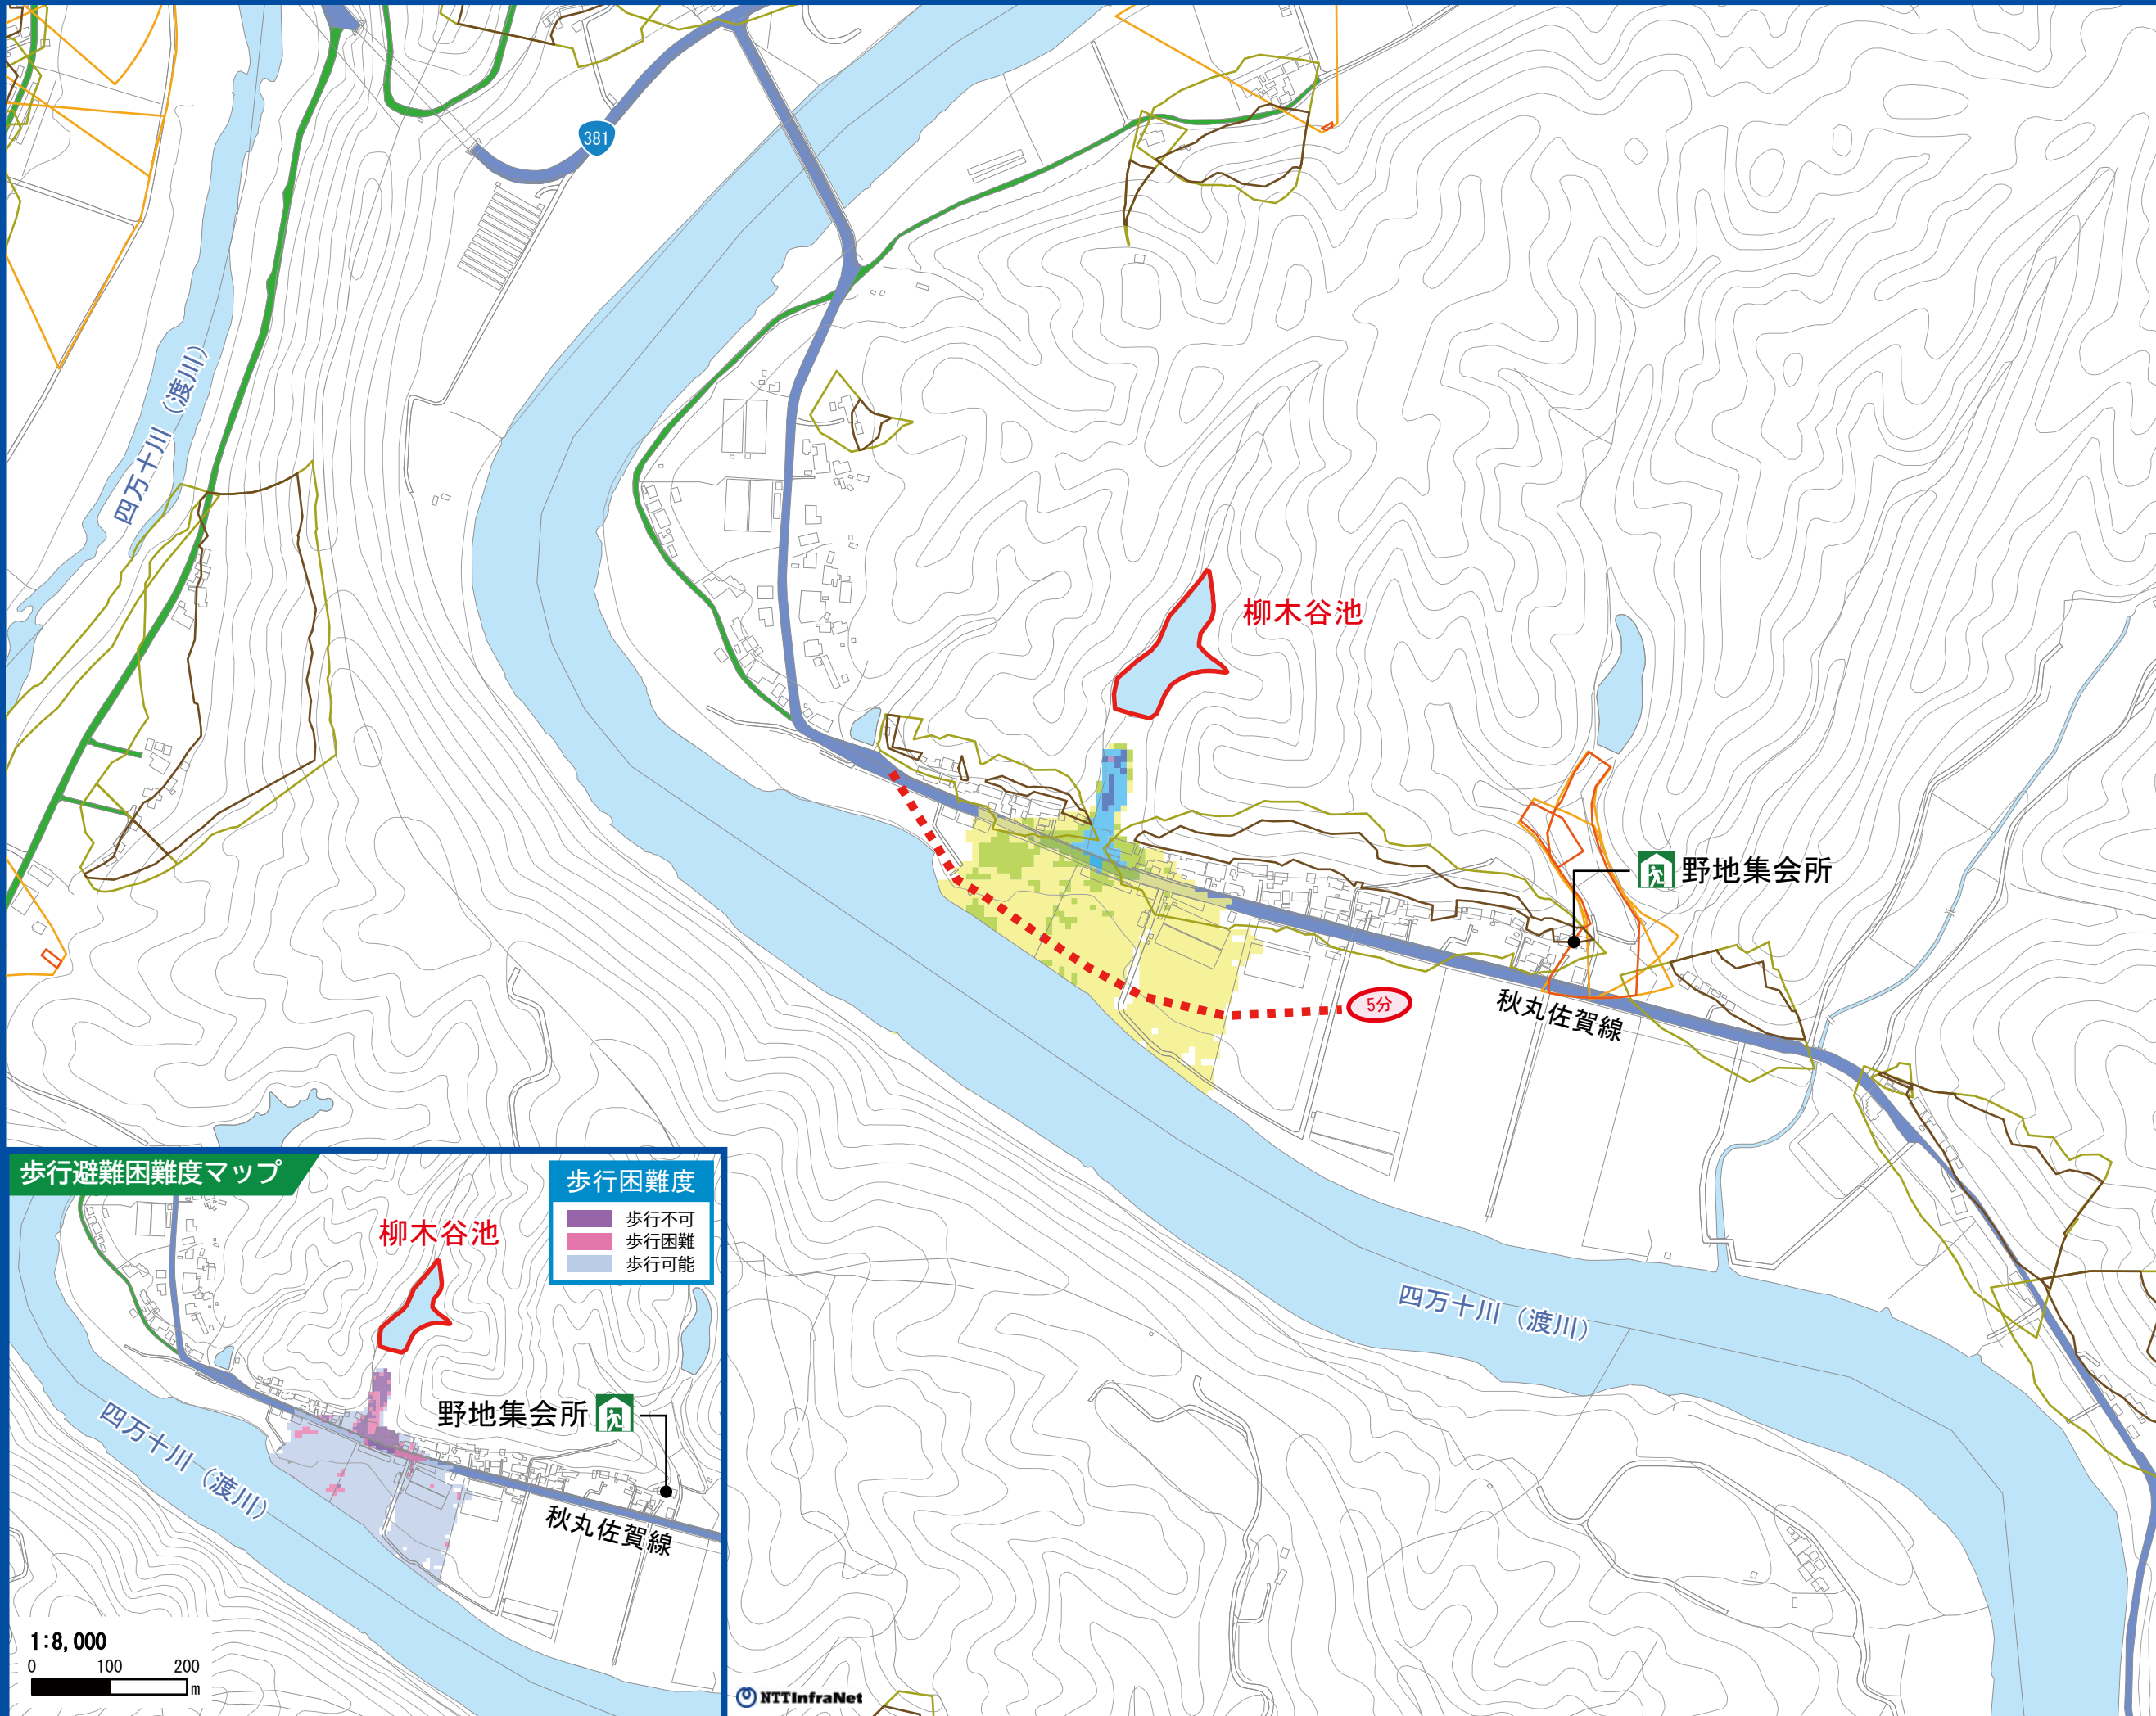 381
四万十川（渡川）
柳木谷池
野地集会所
5分
秋丸佐賀線
四万十川（渡川）
歩行避難困難度マップ
歩行困難度
歩行不可
歩行困難
歩行可能
柳木谷池
野地集会所
四万十川（渡川）
秋丸佐賀線
1:8,000
0 100 200
m
NTTInfraNet